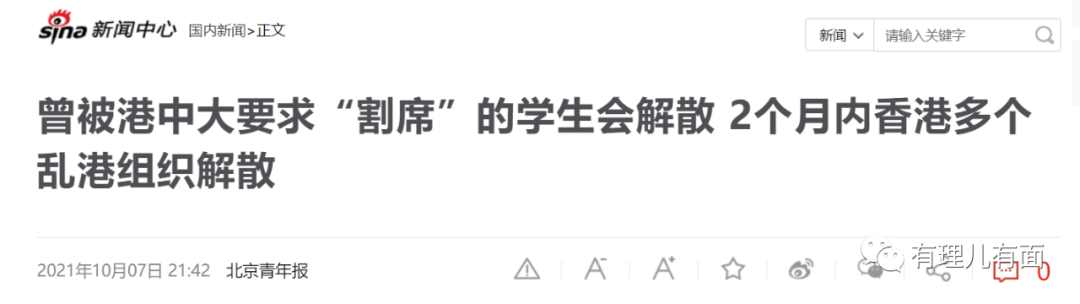 sina 新闻中心 国内新闻>正文 新闻 请输入关键字
曾被港中大要求“割席”的学生会解散 2个月内香港多个
乱港组织解散
2021年10月07日 21:42 北京青年报 A- A+ 0
有理儿有面